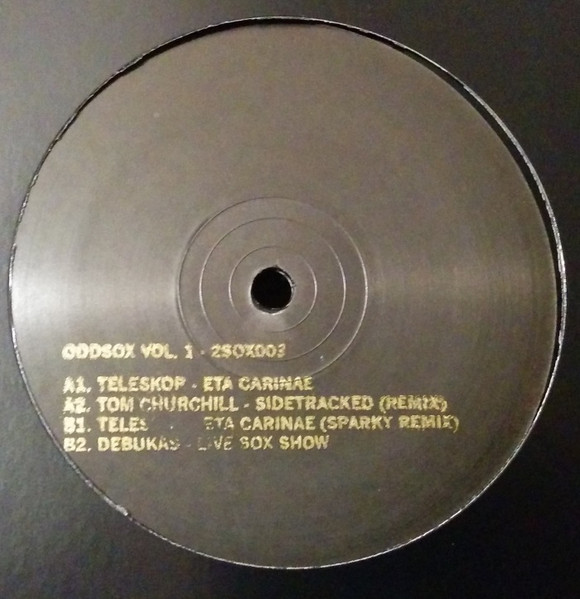 ODDSOX VOL. 1 - 2SOX003
A1. TELESKOP - ETA CARINAE
A2. TOM CHURCHILL - SIDETRACKED (REMIX)
B1. ETA CARINAE (SPARKY REMIX)
B2. DEBUKAS - LIVE SOX SHOW